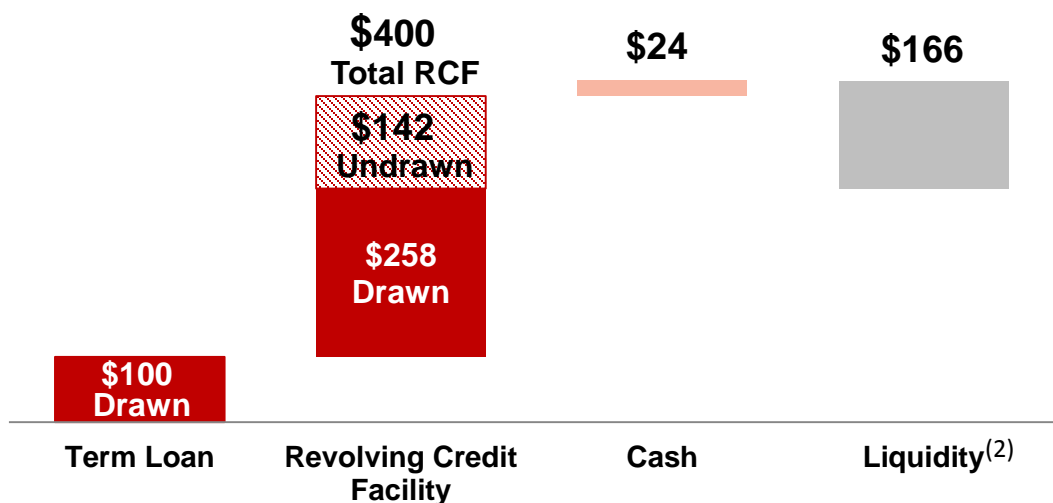 $400
Total RCF
$24
$166
$142
Undrawn
$258
Drawn
$100
Drawn
Term Loan
Revolving Credit
Facility
Cash
Liquidity(2)